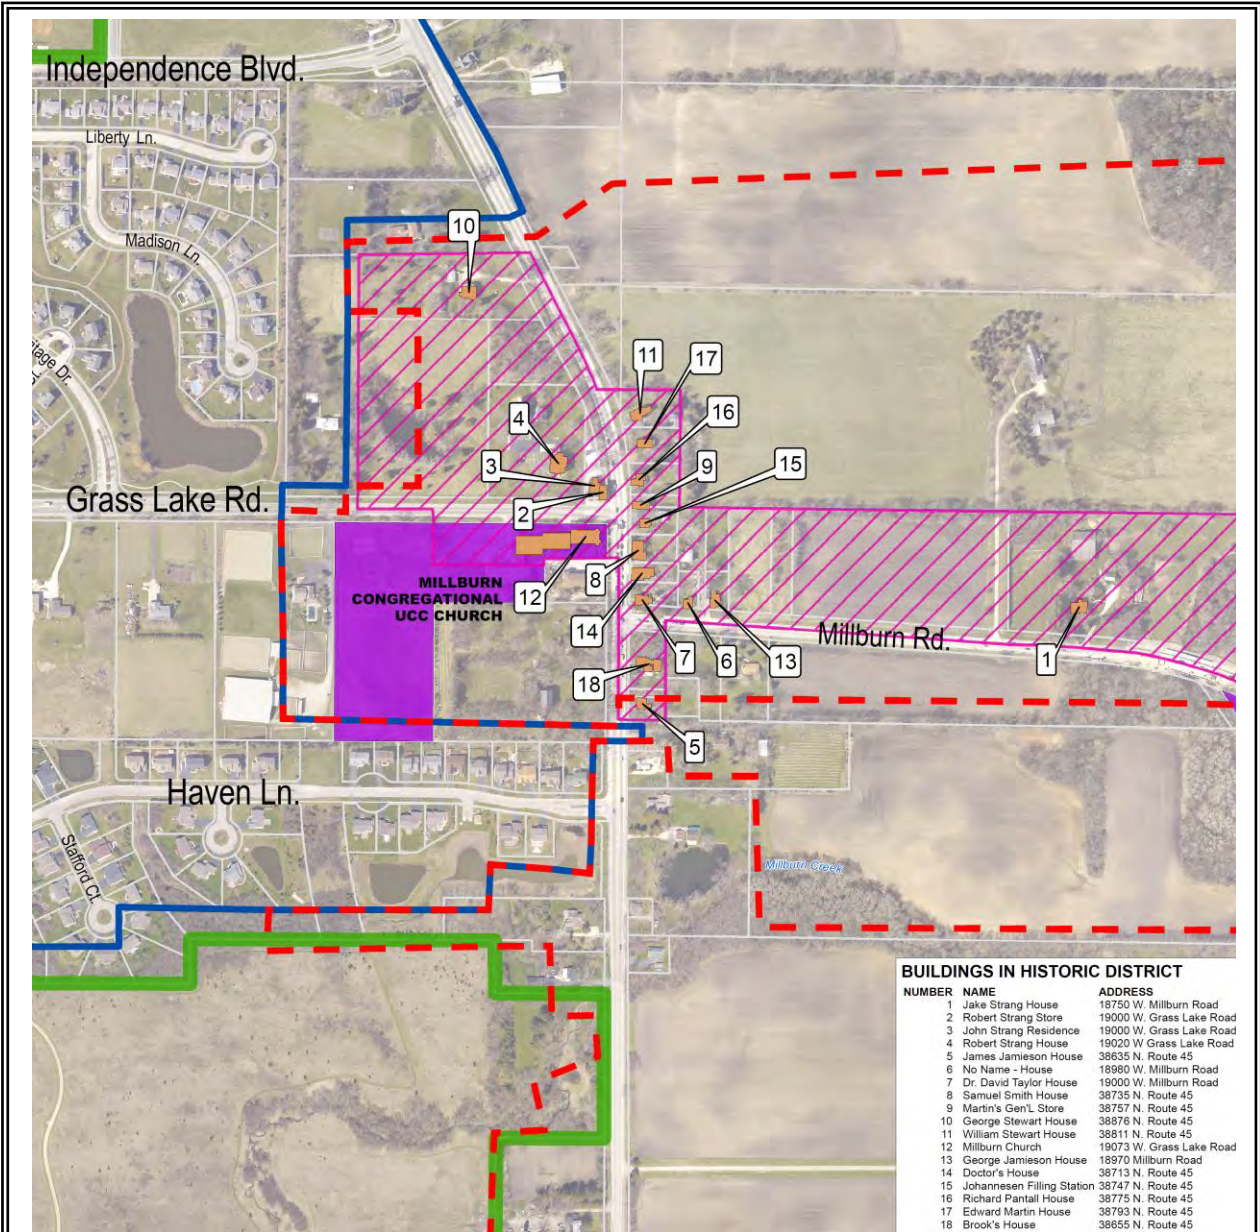 Independence Blvd.
Liberty Ln.
Madison Ln.
10
itage Dr.
11
17
16
4
3
9
15
2
Grass Lake Rd.
MILLBURN
CONGREGATIONAL
UCC CHURCH
12
8
14
7
6
13
Millburn Rd.
1
18
5
Haven Ln.
Stafford Ct.
Millburn Creek
BUILDINGS IN HISTORIC DISTRICT
NUMBER NAME ADDRESS
1 Jake Strang House 18750 W. Millburn Road
2 Robert Strang Store 19000 W. Grass Lake Road
3 John Strang Residence 19000 W. Grass Lake Road
4 Robert Strang House 19020 W Grass Lake Road
5 James Jamieson House 38635 N. Route 45
6 No Name - House 18980 W. Millburn Road
7 Dr. David Taylor House 19000 W. Millburn Road
8 Samuel Smith House 38735 N. Route 45
9 Martin's Gen'L Store 38757 N. Route 45
10 George Stewart House 38876 N. Route 45
11 William Stewart House 38811 N. Route 45
12 Millburn Church 19073 W. Grass Lake Road
13 George Jamieson House 18970 Millburn Road
14 Doctor's House 38713 N. Route 45
15 Johannesen Filling Station 38747 N. Route 45
16 Richard Pantall House 38775 N. Route 45
17 Edward Martin House 38793 N. Route 45
18 Brook's House 38655 N. Route 45